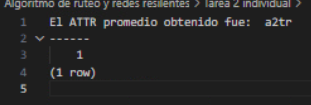 Algoritmo de ruteo y redes resilentes > Tarea 2 individual >
1 El ATTR promedio obtenido fue: a2tr
2 ------
3 1
4 (1 row)
5